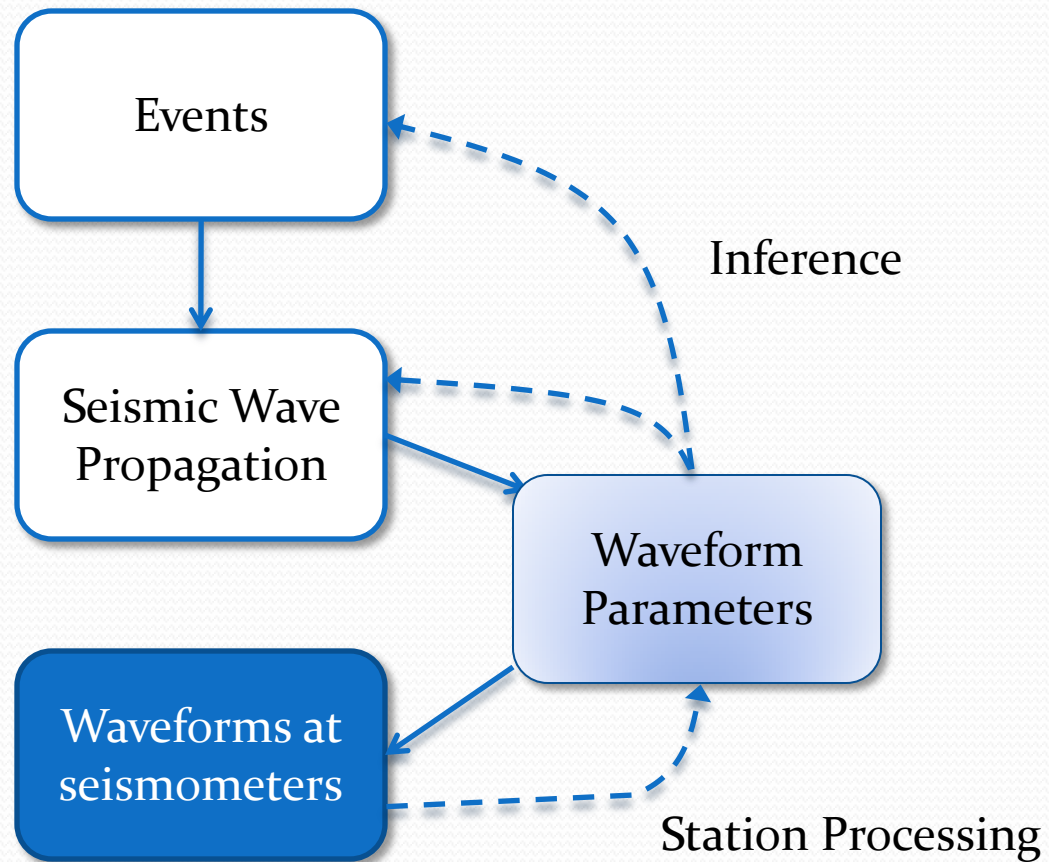 Events
Inference
Seismic Wave
Propagation
Waveform
Parameters
Waveforms at
seismometers
Station Processing